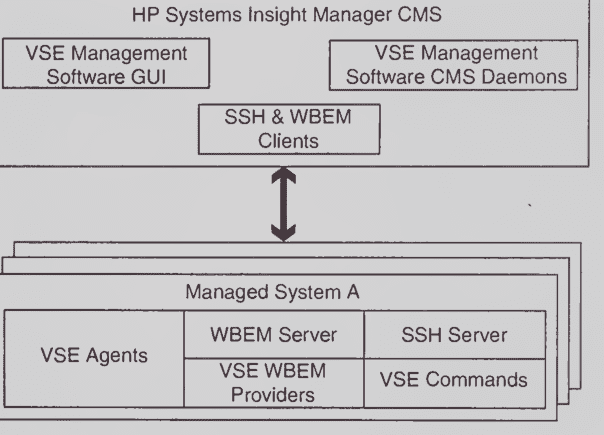 HP Systems Insight Manager CMS
VSE Management
Software GUI
VSE Management
Software CMS Daemons
SSH & WBEM
Clients
Managed System A
VSE Agents
WBEM Server
SSH Server
VSE WBEM
Providers
VSE Commands